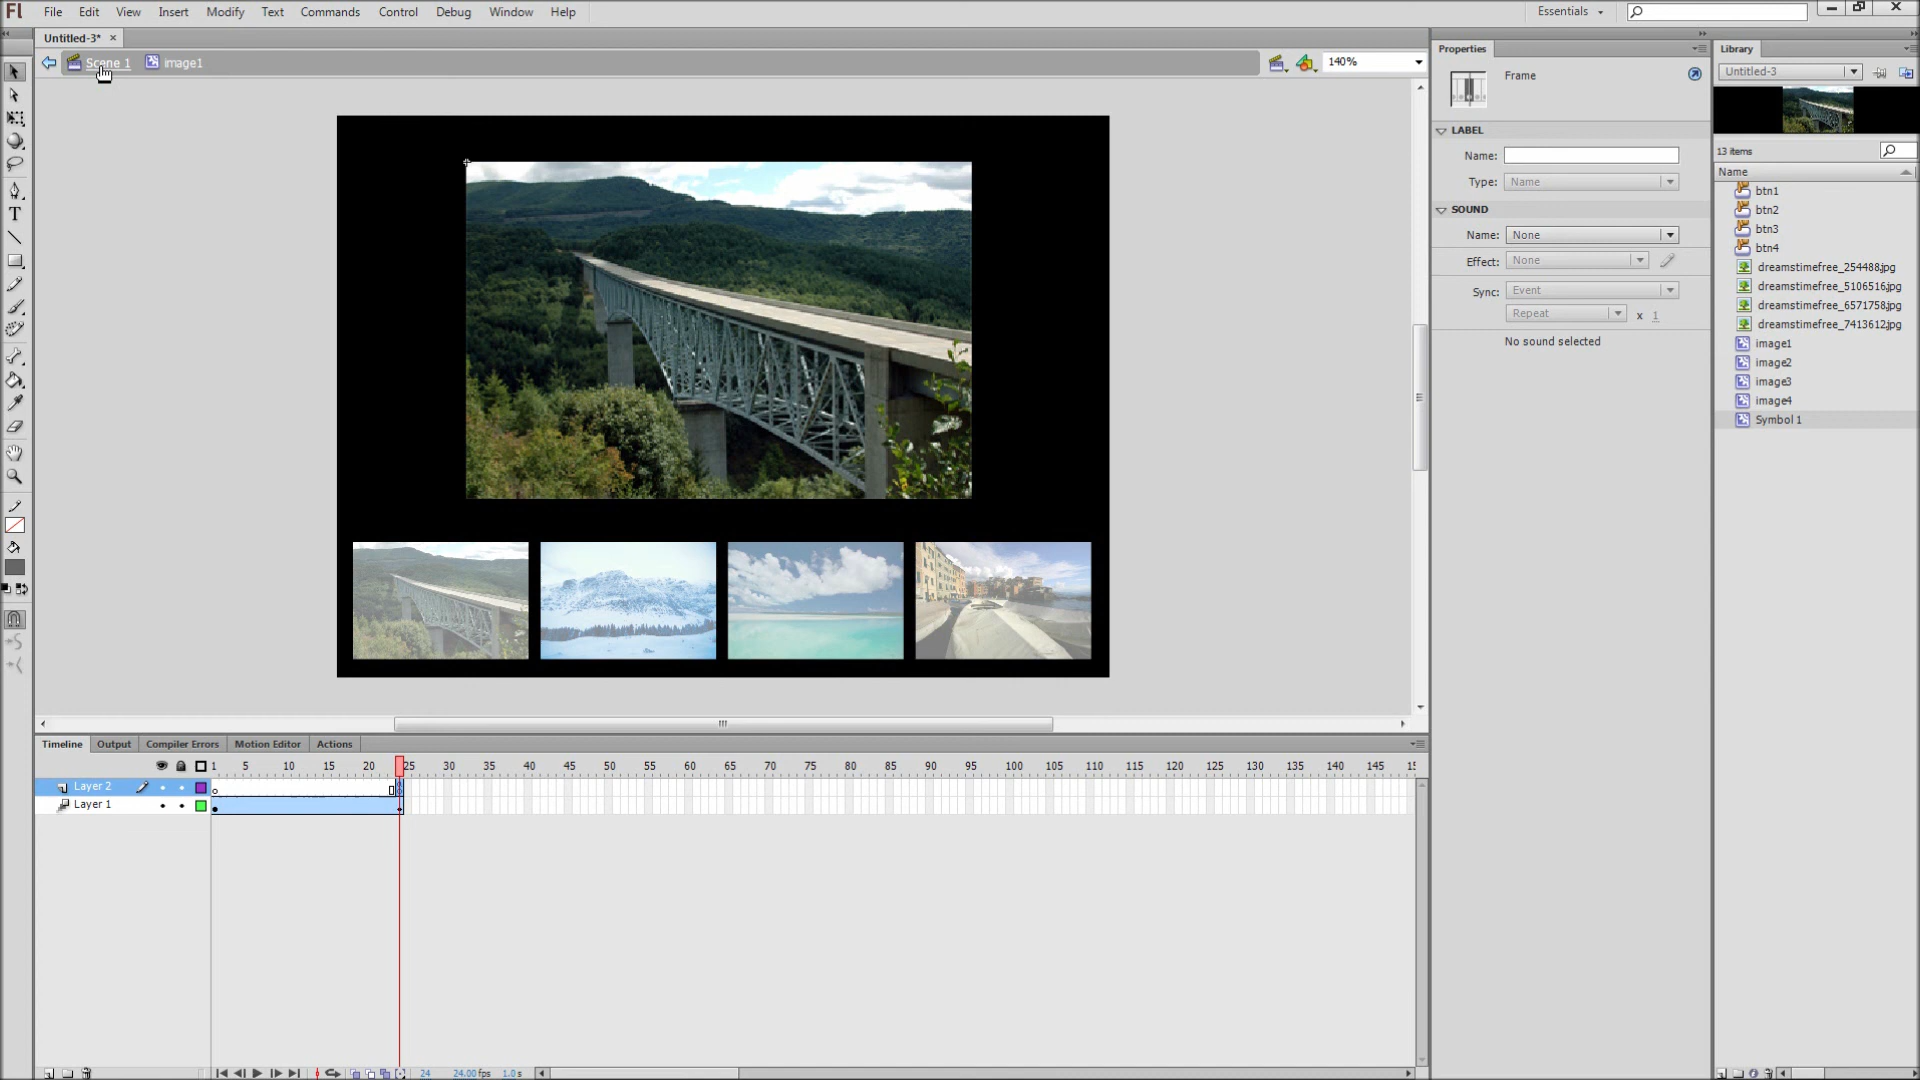 Fl File Edit View Insert Modify Text Commands Control Debug Window Help Essentials
Untitled-3*
Scene 1 image1 140%
Properties
Frame
LABEL
Name:
Type: Name
SOUND
Name: None
Effect: None
Sync: Event
Repeat x 1
No sound selected
Library
Untitled-3
13 items
Name
btn1
btn2
btn3
btn4
dreamstimefree_254488.jpg
dreamstimefree_5106516.jpg
dreamstimefree_6571758.jpg
dreamstimefree_7413612.jpg
image1
image2
image3
image4
Symbol 1
Timeline Output Compiler Errors Motion Editor Actions
1 5 10 15 20 25 30 35 40 45 50 55 60 65 70 75 80 85 90 95 100 105 110 115 120 125 130 135 140 145 15
Layer 2
Layer 1
24 24.00 fps 1.0 s